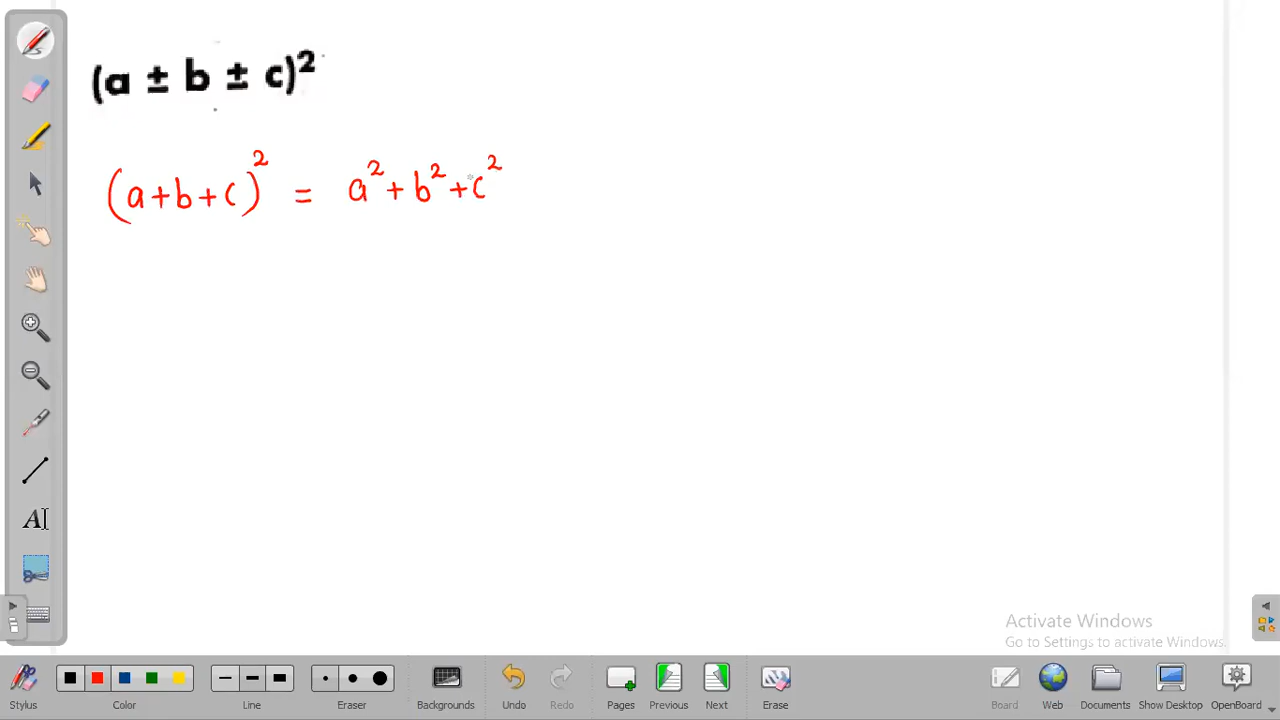 (a ± b ± c)²
(a+b+c)² = a²+b²+c²
AI
Activate Windows
Go to Settings to activate Windows.
Stylus Color Line Eraser Backgrounds Undo Redo Pages Previous Next Erase Board Web Documents Show Desktop OpenBoard